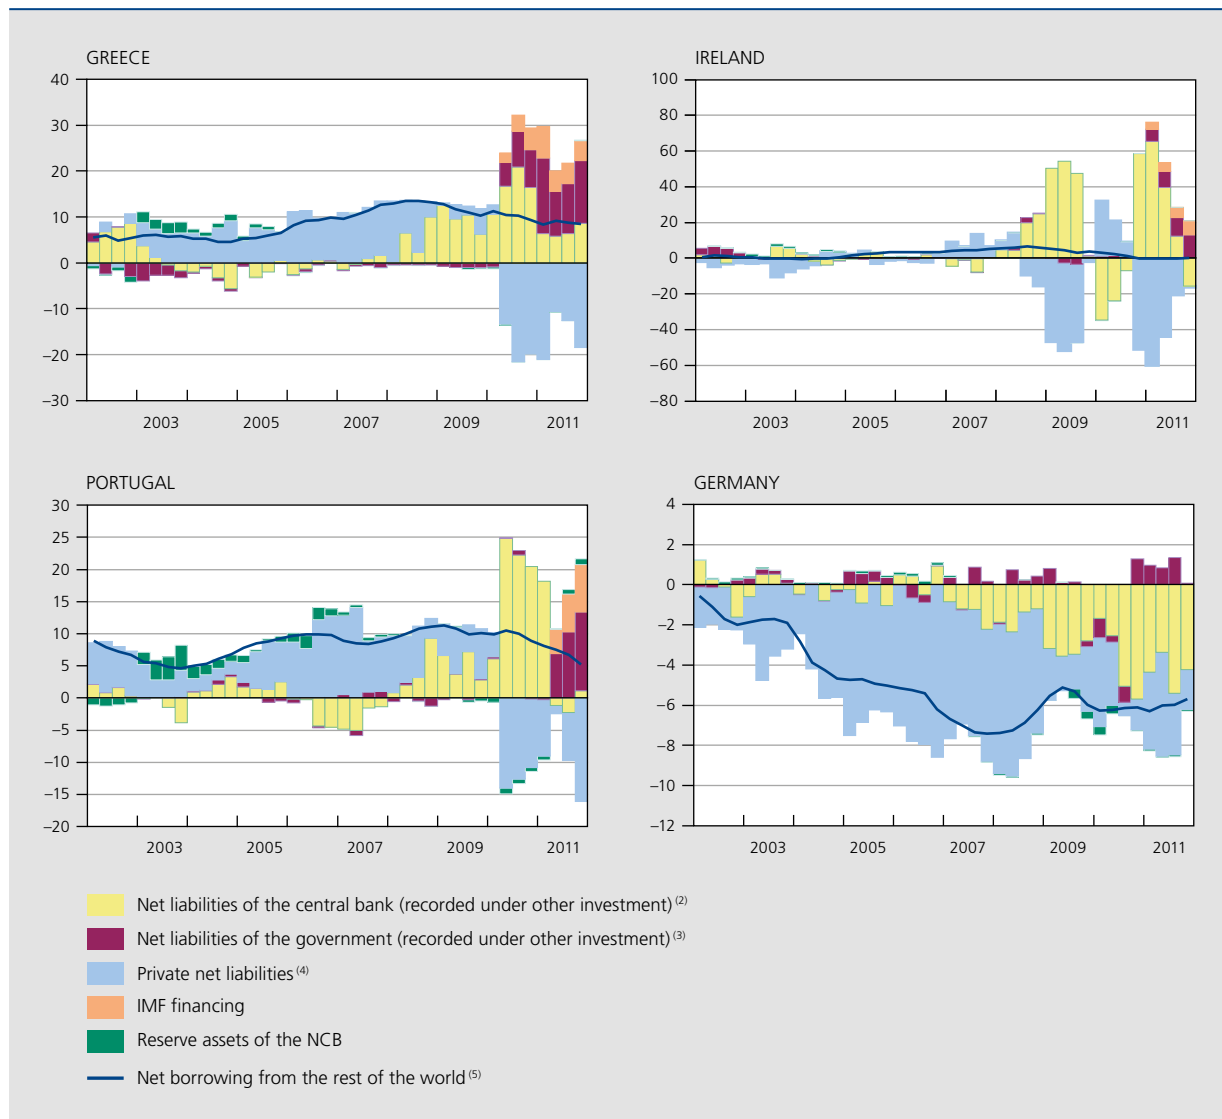 GREECE
40
30
20
10
0
–10
–20
–30
2003 2005 2007 2009 2011
IRELAND
100
80
60
40
20
0
–20
–40
–60
–80
2003 2005 2007 2009 2011
PORTUGAL
30
25
20
15
10
5
0
–5
–10
–15
–20
2003 2005 2007 2009 2011
GERMANY
4
2
0
–2
–4
–6
–8
–10
–12
2003 2005 2007 2009 2011
Net liabilities of the central bank (recorded under other investment) (2)
Net liabilities of the government (recorded under other investment) (3)
Private net liabilities (4)
IMF financing
Reserve assets of the NCB
Net borrowing from the rest of the world (5)